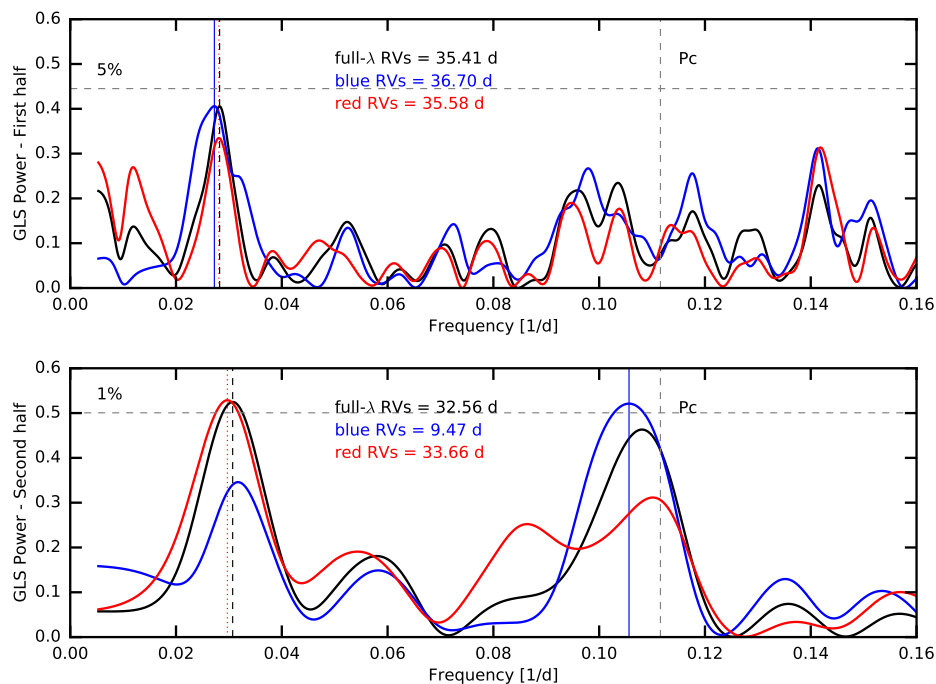 0.6
0.5
0.4
0.3
0.2
0.1
0.0
GLS Power - First half
5%
full-λ RVs = 35.41 d
blue RVs = 36.70 d
red RVs = 35.58 d
Pc
0.00 0.02 0.04 0.06 0.08 0.10 0.12 0.14 0.16
Frequency [1/d]
0.6
0.5
0.4
0.3
0.2
0.1
0.0
GLS Power - Second half
1%
full-λ RVs = 32.56 d
blue RVs = 9.47 d
red RVs = 33.66 d
Pc
0.00 0.02 0.04 0.06 0.08 0.10 0.12 0.14 0.16
Frequency [1/d]